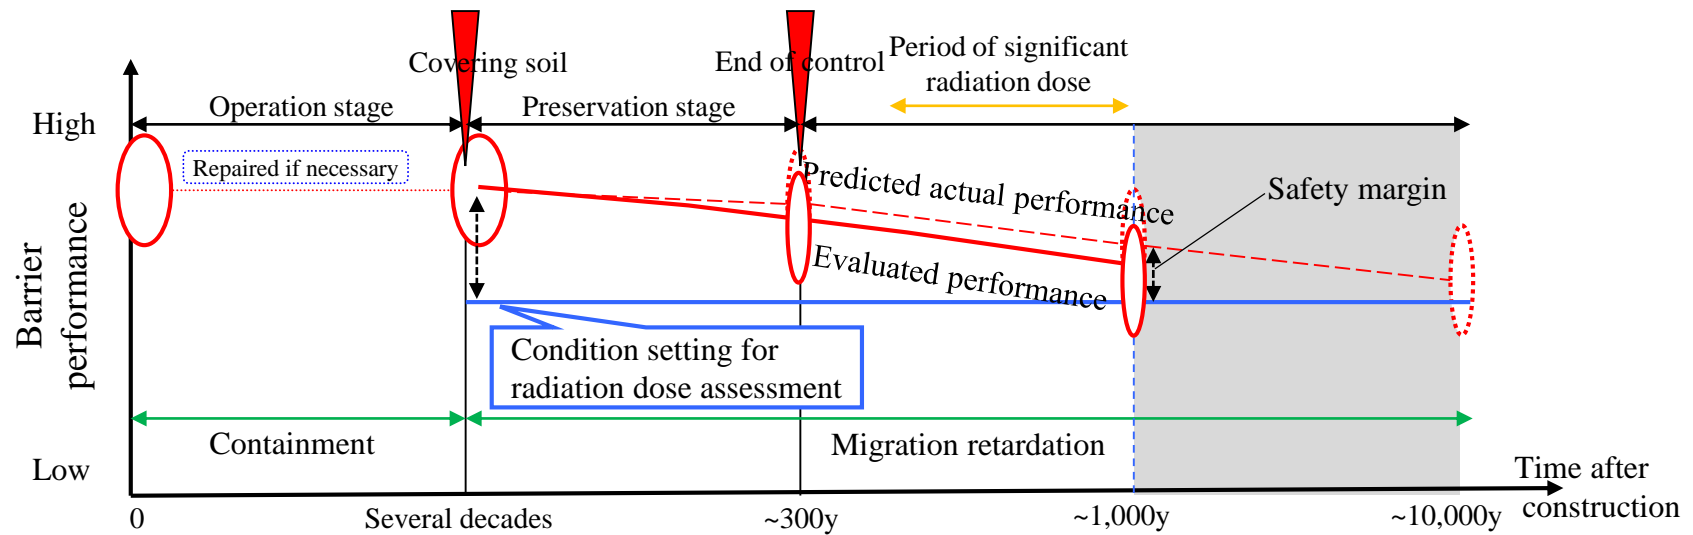 Covering soil
End of control
Period of significant
radiation dose
Operation stage
Preservation stage
High
Repaired if necessary
Predicted actual performance
Safety margin
Evaluated performance
Barrier
performance
Condition setting for
radiation dose assessment
Containment
Migration retardation
Low
Time after
construction
0
Several decades
~300y
~1,000y
~10,000y